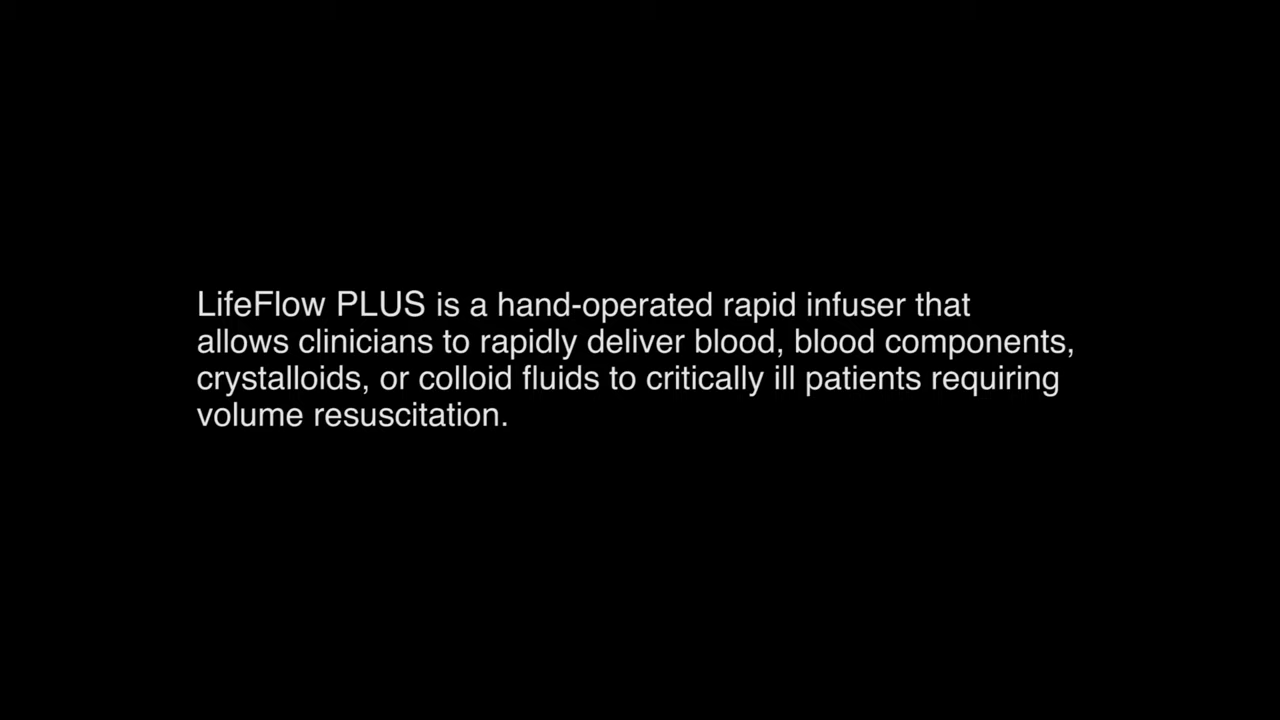 LifeFlow PLUS is a hand-operated rapid infuser that
allows clinicians to rapidly deliver blood, blood components,
crystalloids, or colloid fluids to critically ill patients requiring
volume resuscitation.